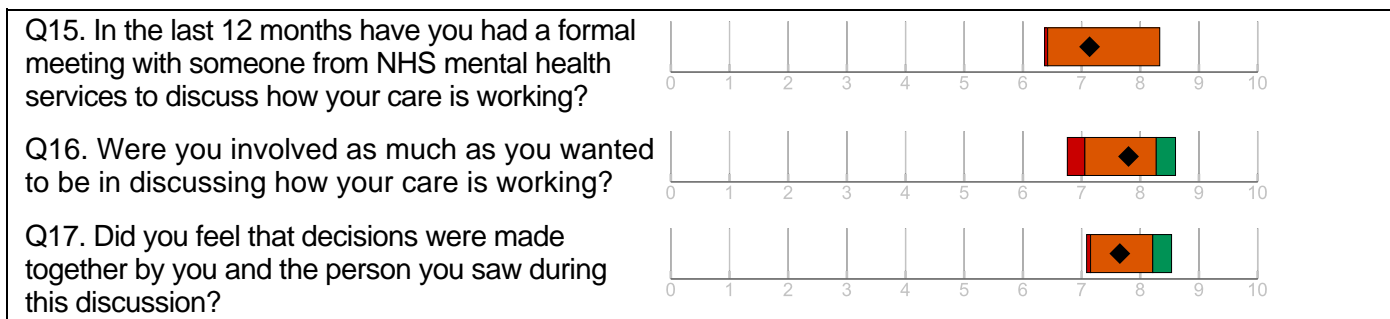 Q15. In the last 12 months have you had a formal
meeting with someone from NHS mental health
services to discuss how your care is working?
0 1 2 3 4 5 6 7 8 9 10
Q16. Were you involved as much as you wanted
to be in discussing how your care is working?
0 1 2 3 4 5 6 7 8 9 10
Q17. Did you feel that decisions were made
together by you and the person you saw during
this discussion?
0 1 2 3 4 5 6 7 8 9 10